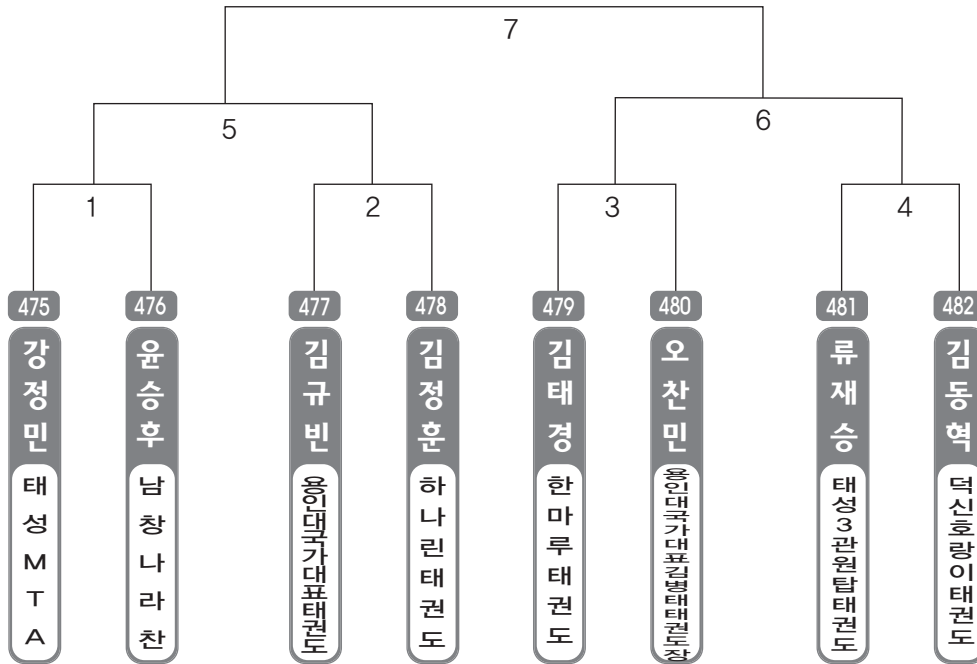 7
5
6
1
2
3
4
475
476
477
478
479
480
481
482
강정민
윤승후
김규빈
김정훈
김태경
오찬민
류재승
김동혁
태성MTA
남창나라찬
용인대국가대표태권도
하나린태권도
한마루태권도
용인대국가대표김병태태권도장
태성3관원탑태권도
덕신호랑이태권도